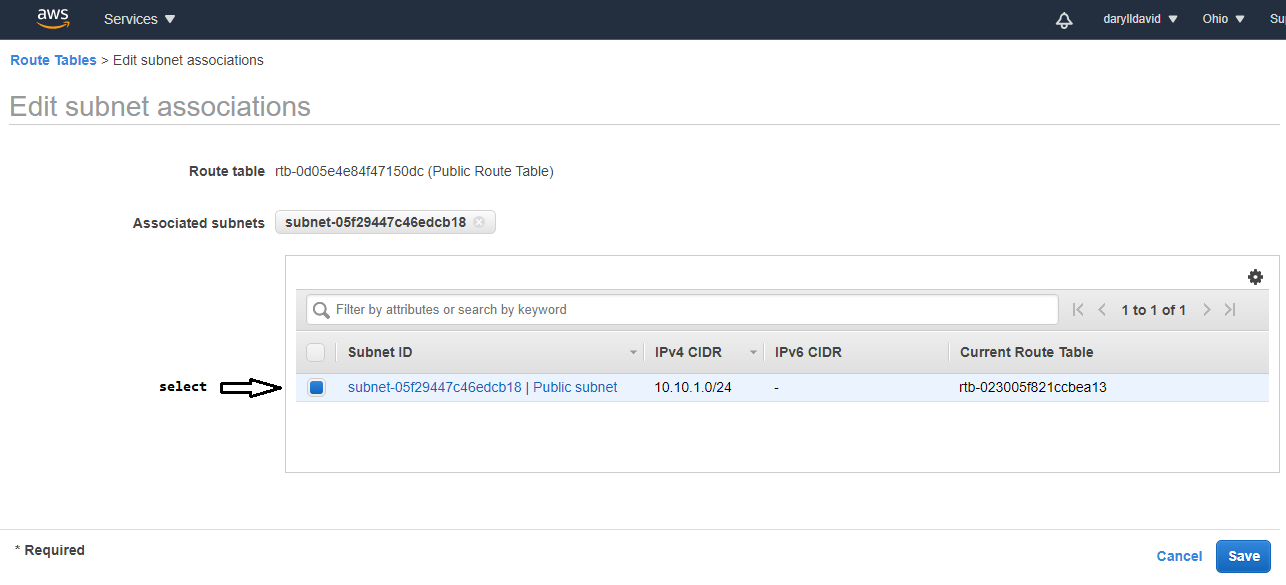 aws Services darylldavid Ohio Su
Route Tables > Edit subnet associations
Edit subnet associations
Route table rtb-0d05e4e84f47150dc (Public Route Table)
Associated subnets subnet-05f29447c46edcb18
Filter by attributes or search by keyword 1 to 1 of 1
Subnet ID IPv4 CIDR IPv6 CIDR Current Route Table
select subnet-05f29447c46edcb18 | Public subnet 10.10.1.0/24 - rtb-023005f821ccbea13
* Required
Cancel Save